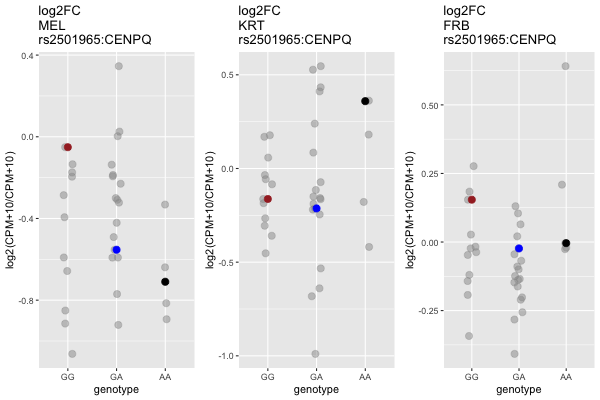 log2FC
MEL
rs2501965:CENPQ
log2(CPM+10/CPM+10)
0.4
0.0
-0.4
-0.8
GG GA AA
genotype
log2FC
KRT
rs2501965:CENPQ
log2(CPM+10/CPM+10)
0.5
0.0
-0.5
-1.0
GG GA AA
genotype
log2FC
FRB
rs2501965:CENPQ
log2(CPM+10/CPM+10)
0.50
0.25
0.00
-0.25
GG GA AA
genotype